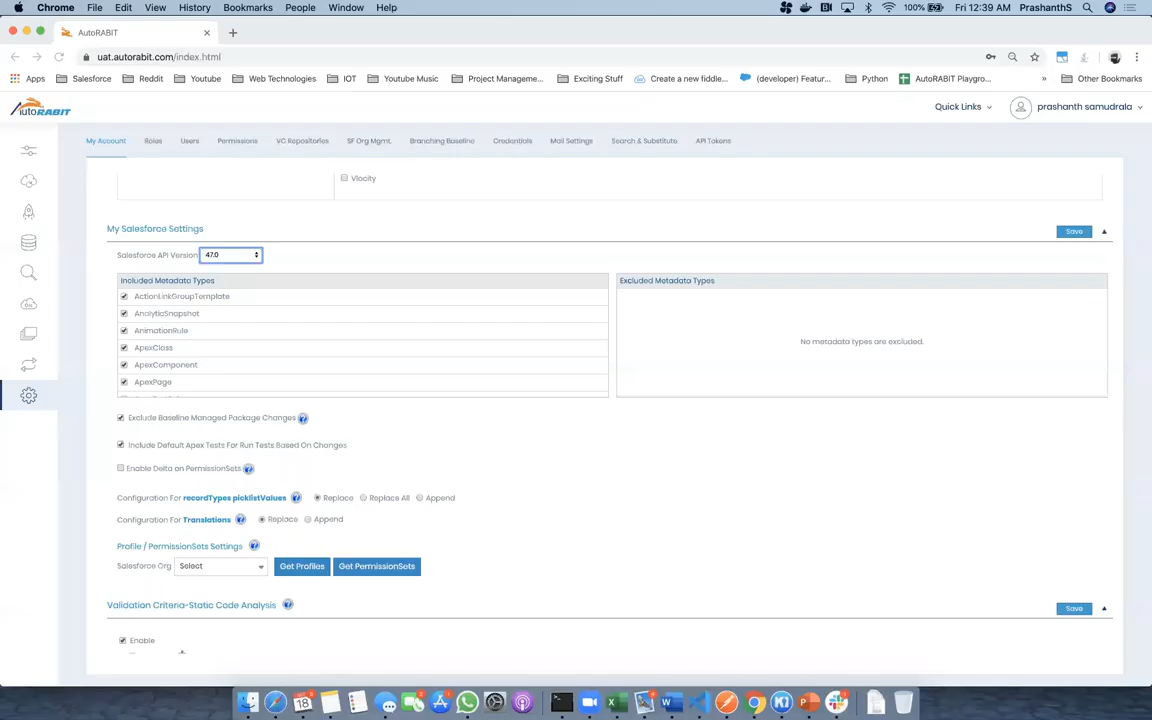 Chrome File Edit View History Bookmarks People Window Help 100% Fri 12:39 AM PrashanthS
AutoRABIT
uat.autorabit.com/index.html
Apps Salesforce Reddit Youtube Web Technologies IOT Youtube Music Project Manageme... Exciting Stuff Create a new fiddle... (developer) Featur... Python AutoRABIT Playgro... » Other Bookmarks
AutoRABIT Quick Links prashanth samudrala
My Account Roles Users Permissions VC Repositories SF Org Mgmt. Branching Baseline Credentials Mail Settings Search & Substitute API Tokens
Vlocity
My Salesforce Settings Save
Salesforce API Version 47.0
Included Metadata Types Excluded Metadata Types
ActionLinkGroupTemplate
AnalyticSnapshot
AnimationRule
No metadata types are excluded.
ApexClass
ApexComponent
ApexPage
Exclude Baseline Managed Package Changes
Include Default Apex Tests For Run Tests Based On Changes
Enable Delta on PermissionSets
Configuration For recordTypes picklistValues Replace Replace All Append
Configuration For Translations Replace Append
Profile / PermissionSets Settings
Salesforce Org Select Get Profiles Get PermissionSets
Validation Criteria-Static Code Analysis Save
Enable